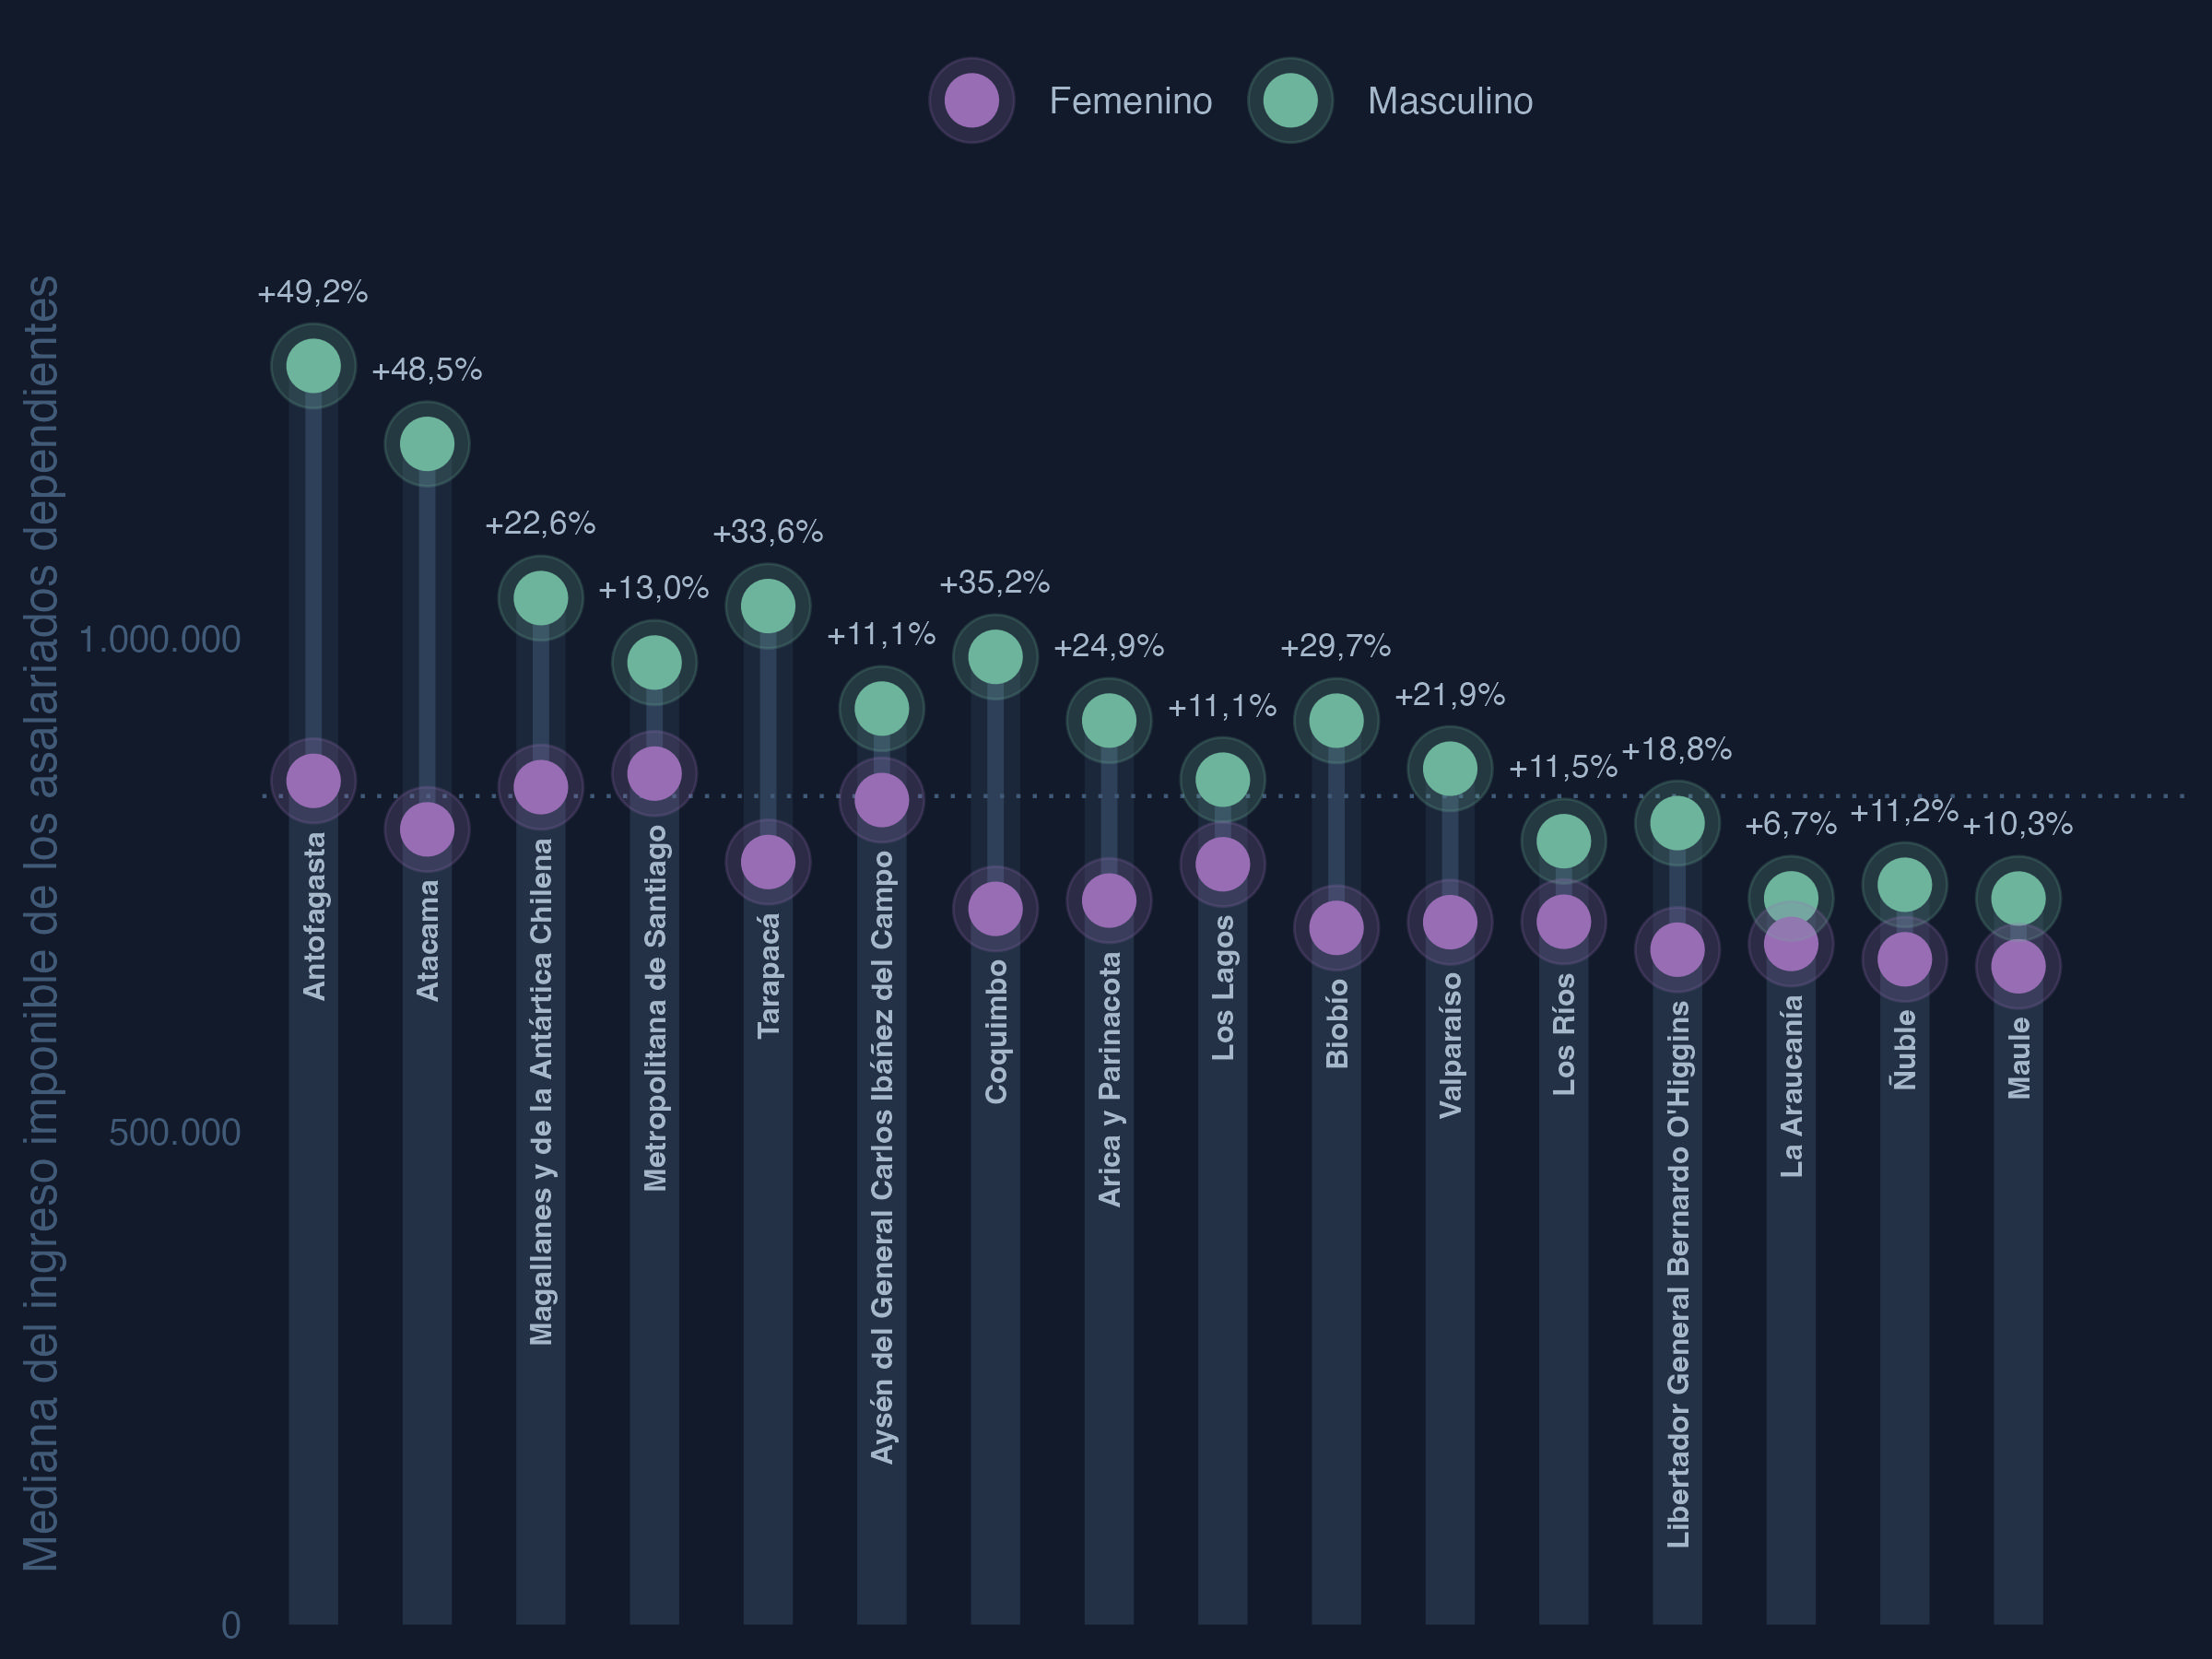 Femenino
Masculino
Mediana del ingreso imponible de los asalariados dependientes
1.000.000
500.000
0
+49,2%
+48,5%
+22,6%
+13,0%
+33,6%
+11,1%
+35,2%
+24,9%
+11,1%
+29,7%
+21,9%
+11,5%
+18,8%
+6,7%
+11,2%
+10,3%
Antofagasta
Atacama
Magallanes y de la Antártica Chilena
Metropolitana de Santiago
Tarapacá
Aysén del General Carlos Ibáñez del Campo
Coquimbo
Arica y Parinacota
Los Lagos
Biobío
Valparaíso
Los Ríos
Libertador General Bernardo O'Higgins
La Araucanía
Ñuble
Maule